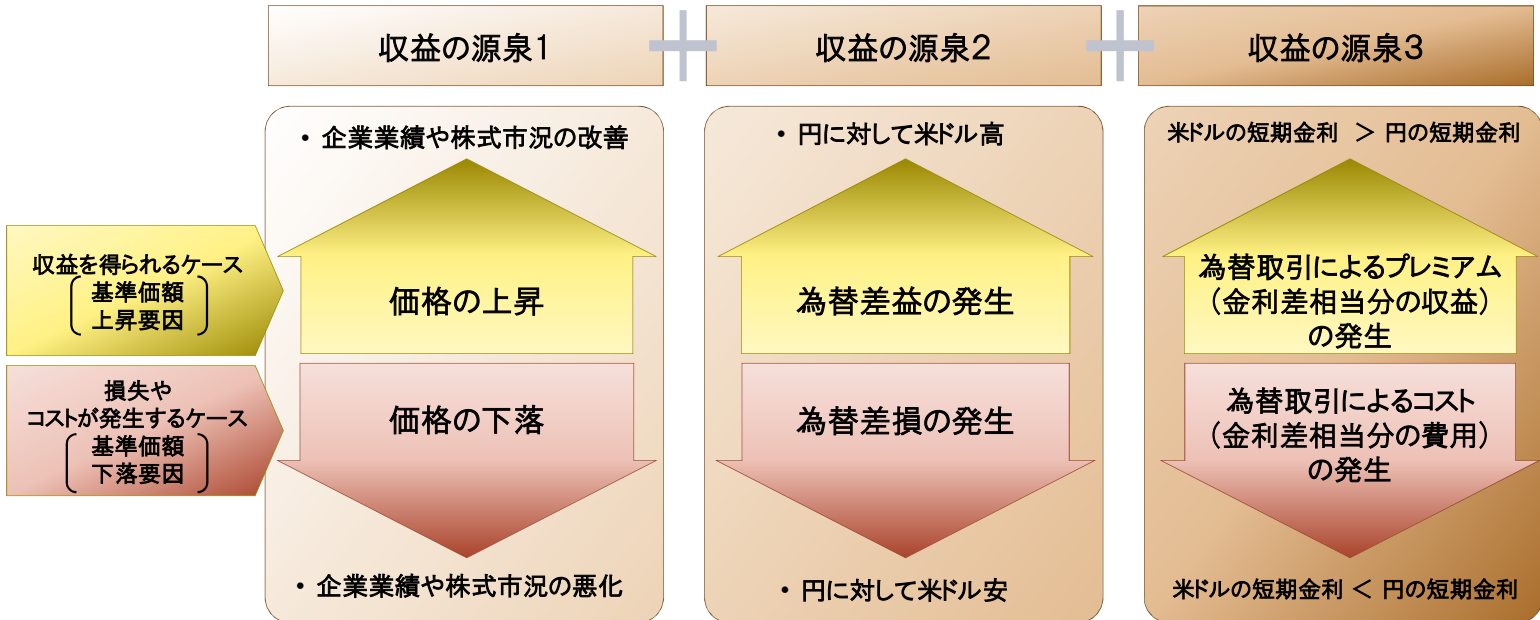 収益の源泉1
収益の源泉2
収益の源泉3
・ 企業業績や株式市況の改善
・ 円に対して米ドル高
米ドルの短期金利 ＞ 円の短期金利
収益を得られるケース
基準価額
上昇要因
価格の上昇
為替差益の発生
為替取引によるプレミアム
（金利差相当分の収益）
の発生
損失や
コストが発生するケース
基準価額
下落要因
価格の下落
為替差損の発生
為替取引によるコスト
（金利差相当分の費用）
の発生
・ 企業業績や株式市況の悪化
・ 円に対して米ドル安
米ドルの短期金利 ＜ 円の短期金利